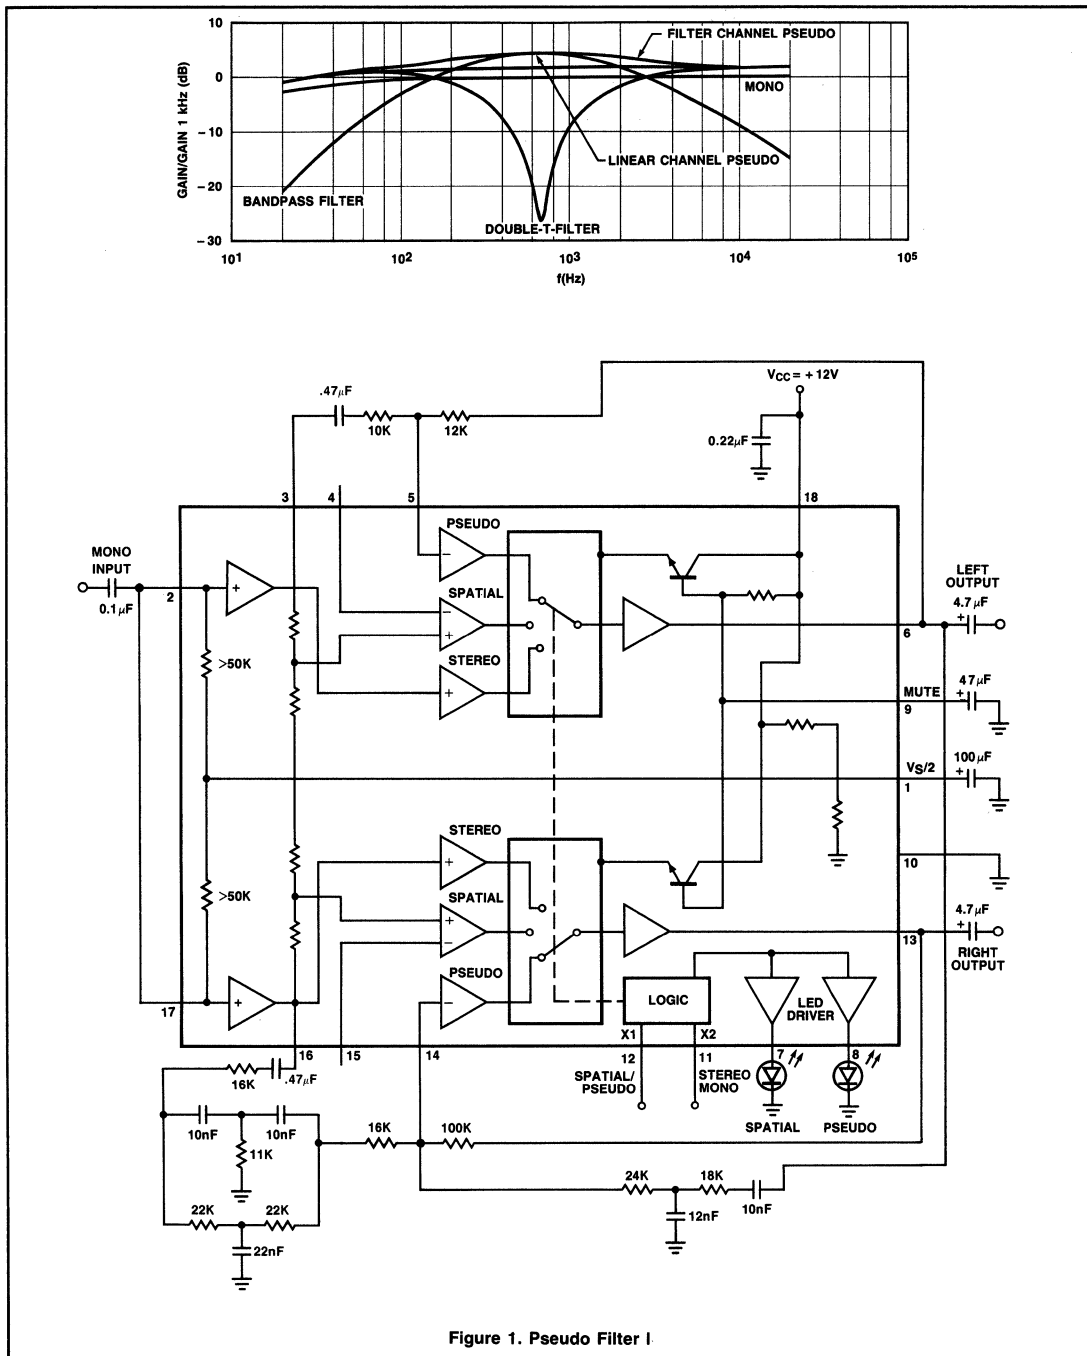 10
0
-10
-20
-30
GAIN/GAIN 1 kHz (dB)
FILTER CHANNEL PSEUDO
MONO
LINEAR CHANNEL PSEUDO
BANDPASS FILTER
DOUBLE-T-FILTER
10¹
10²
10³
10⁴
10⁵
f(Hz)
VCC = + 12V
.47µF
10K
12K
0.22µF
3
4
5
18
MONO
INPUT
0.1µF
2
+
PSEUDO
−
SPATIAL
−
+
STEREO
+
>50K
LEFT
OUTPUT
4.7µF
+
6
MUTE
9
47µF
+
VS/2
1
100µF
+
10
STEREO
+
SPATIAL
+
−
PSEUDO
−
>50K
17
+
4.7µF
+
13
RIGHT
OUTPUT
LOGIC
LED
DRIVER
X1
X2
16
15
14
12
11
7
8
SPATIAL/
PSEUDO
STEREO
MONO
SPATIAL
PSEUDO
16K
.47µF
10nF
10nF
11K
16K
100K
22K
22K
22nF
24K
18K
12nF
10nF
Figure 1. Pseudo Filter I